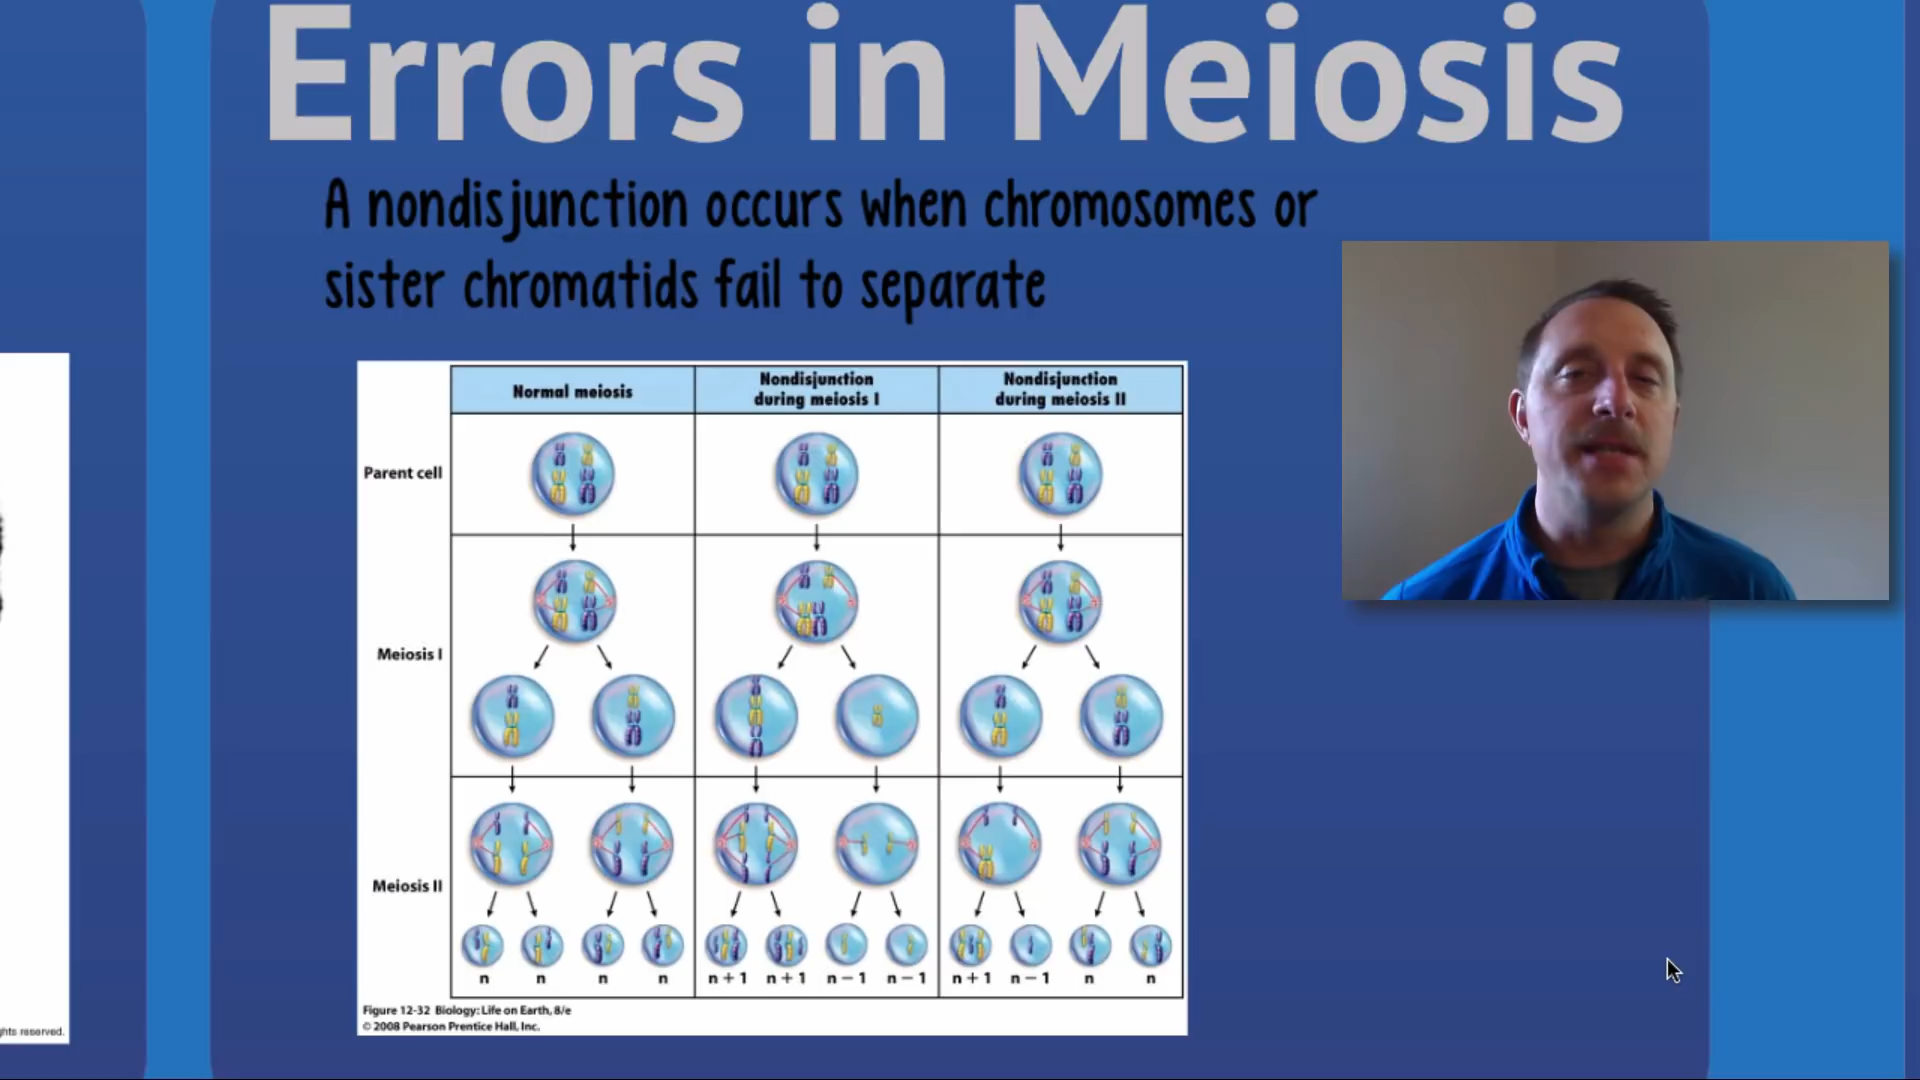 Errors in Meiosis
A nondisjunction occurs when chromosomes or
sister chromatids fail to separate
Normal meiosis
Nondisjunction
during meiosis I
Nondisjunction
during meiosis II
Parent cell
Meiosis I
Meiosis II
n n n n n + 1 n + 1 n − 1 n − 1 n + 1 n − 1 n n
Figure 12-32 Biology: Life on Earth, 8/e
© 2008 Pearson Prentice Hall, Inc.
reserved.